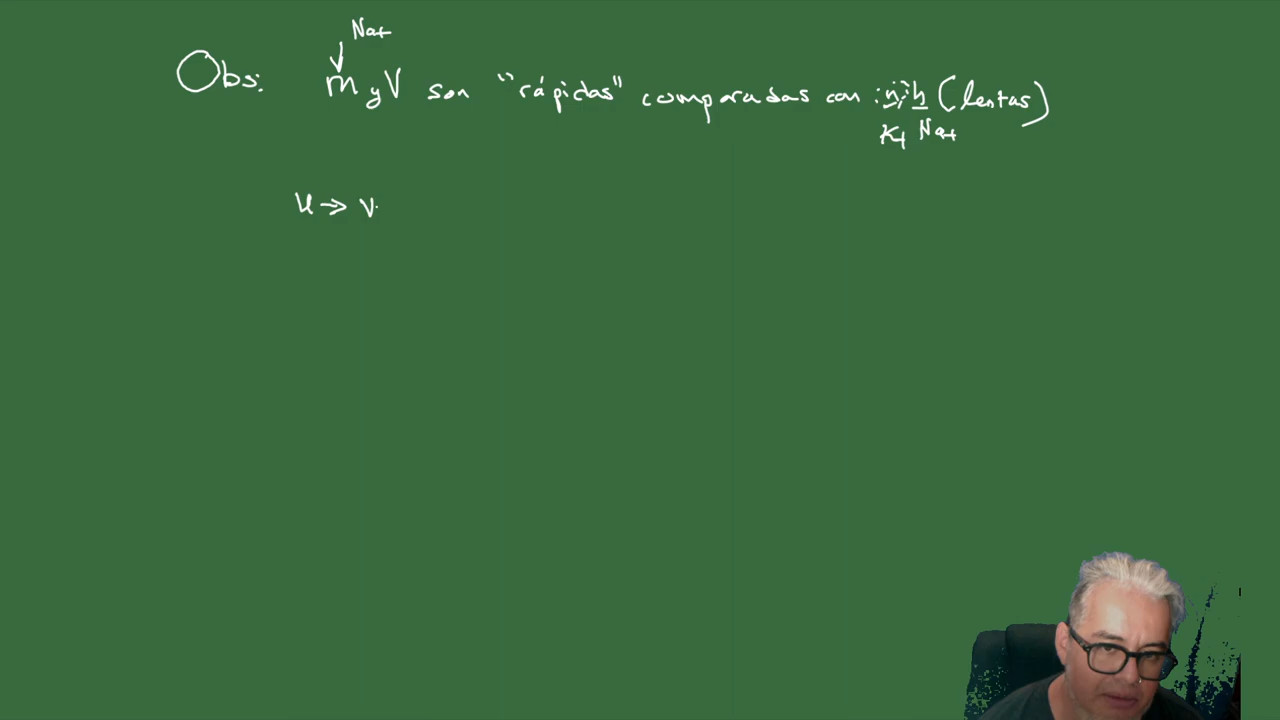 Na+
Obs: m y V son "rápidas" comparadas con n, h (lentas)
K+ Na+
u → v